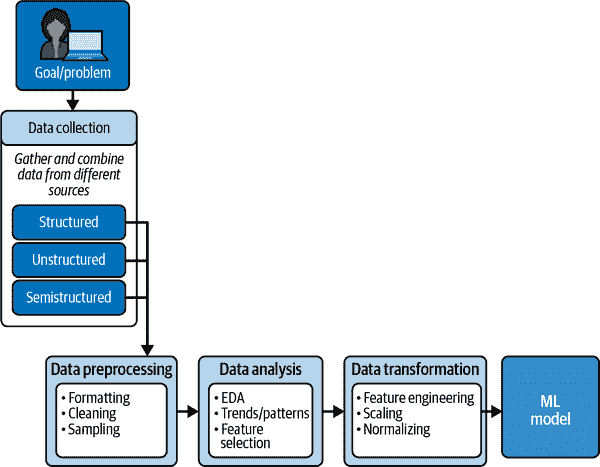 Goal/problem
Data collection
Gather and combine
data from different
sources
Structured
Unstructured
Semistructured
Data preprocessing
• Formatting
• Cleaning
• Sampling
Data analysis
• EDA
• Trends/patterns
• Feature
selection
Data transformation
• Feature engineering
• Scaling
• Normalizing
ML
model